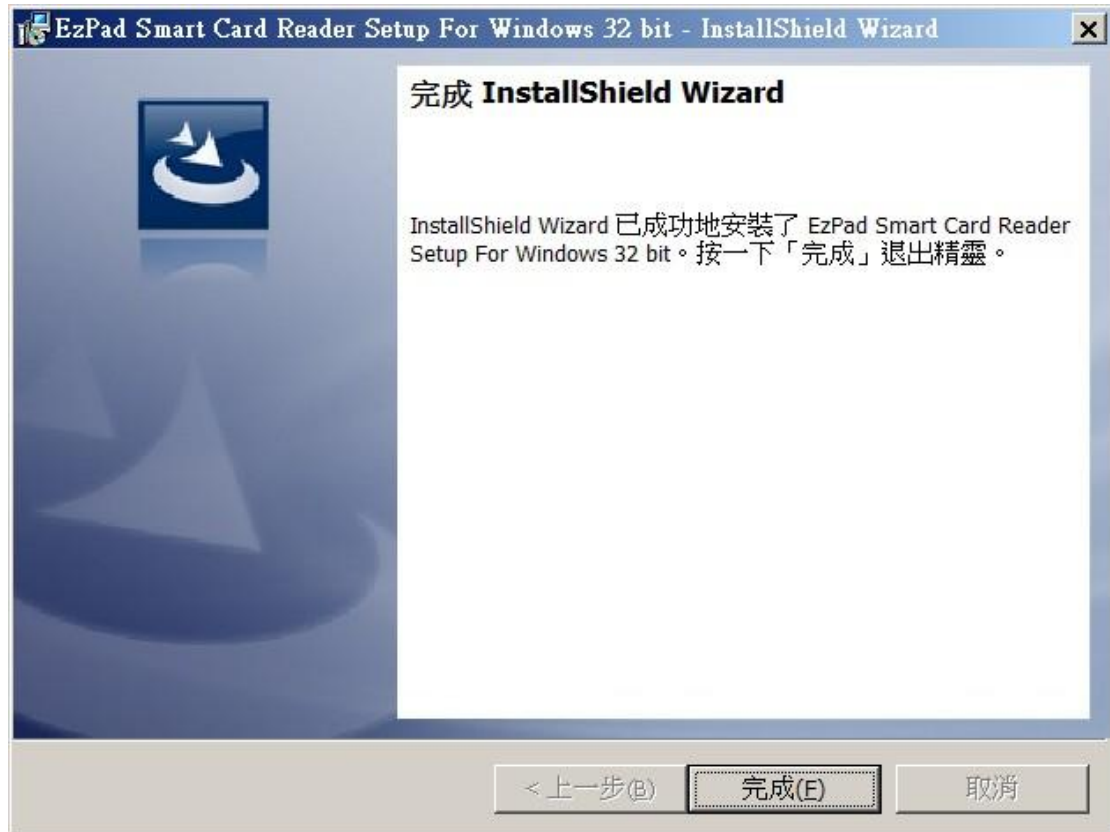 EzPad Smart Card Reader Setup For Windows 32 bit - InstallShield Wizard
完成 InstallShield Wizard
InstallShield Wizard 已成功地安裝了 EzPad Smart Card Reader
Setup For Windows 32 bit。按一下「完成」退出精靈。
<上一步(B)
完成(F)
取消